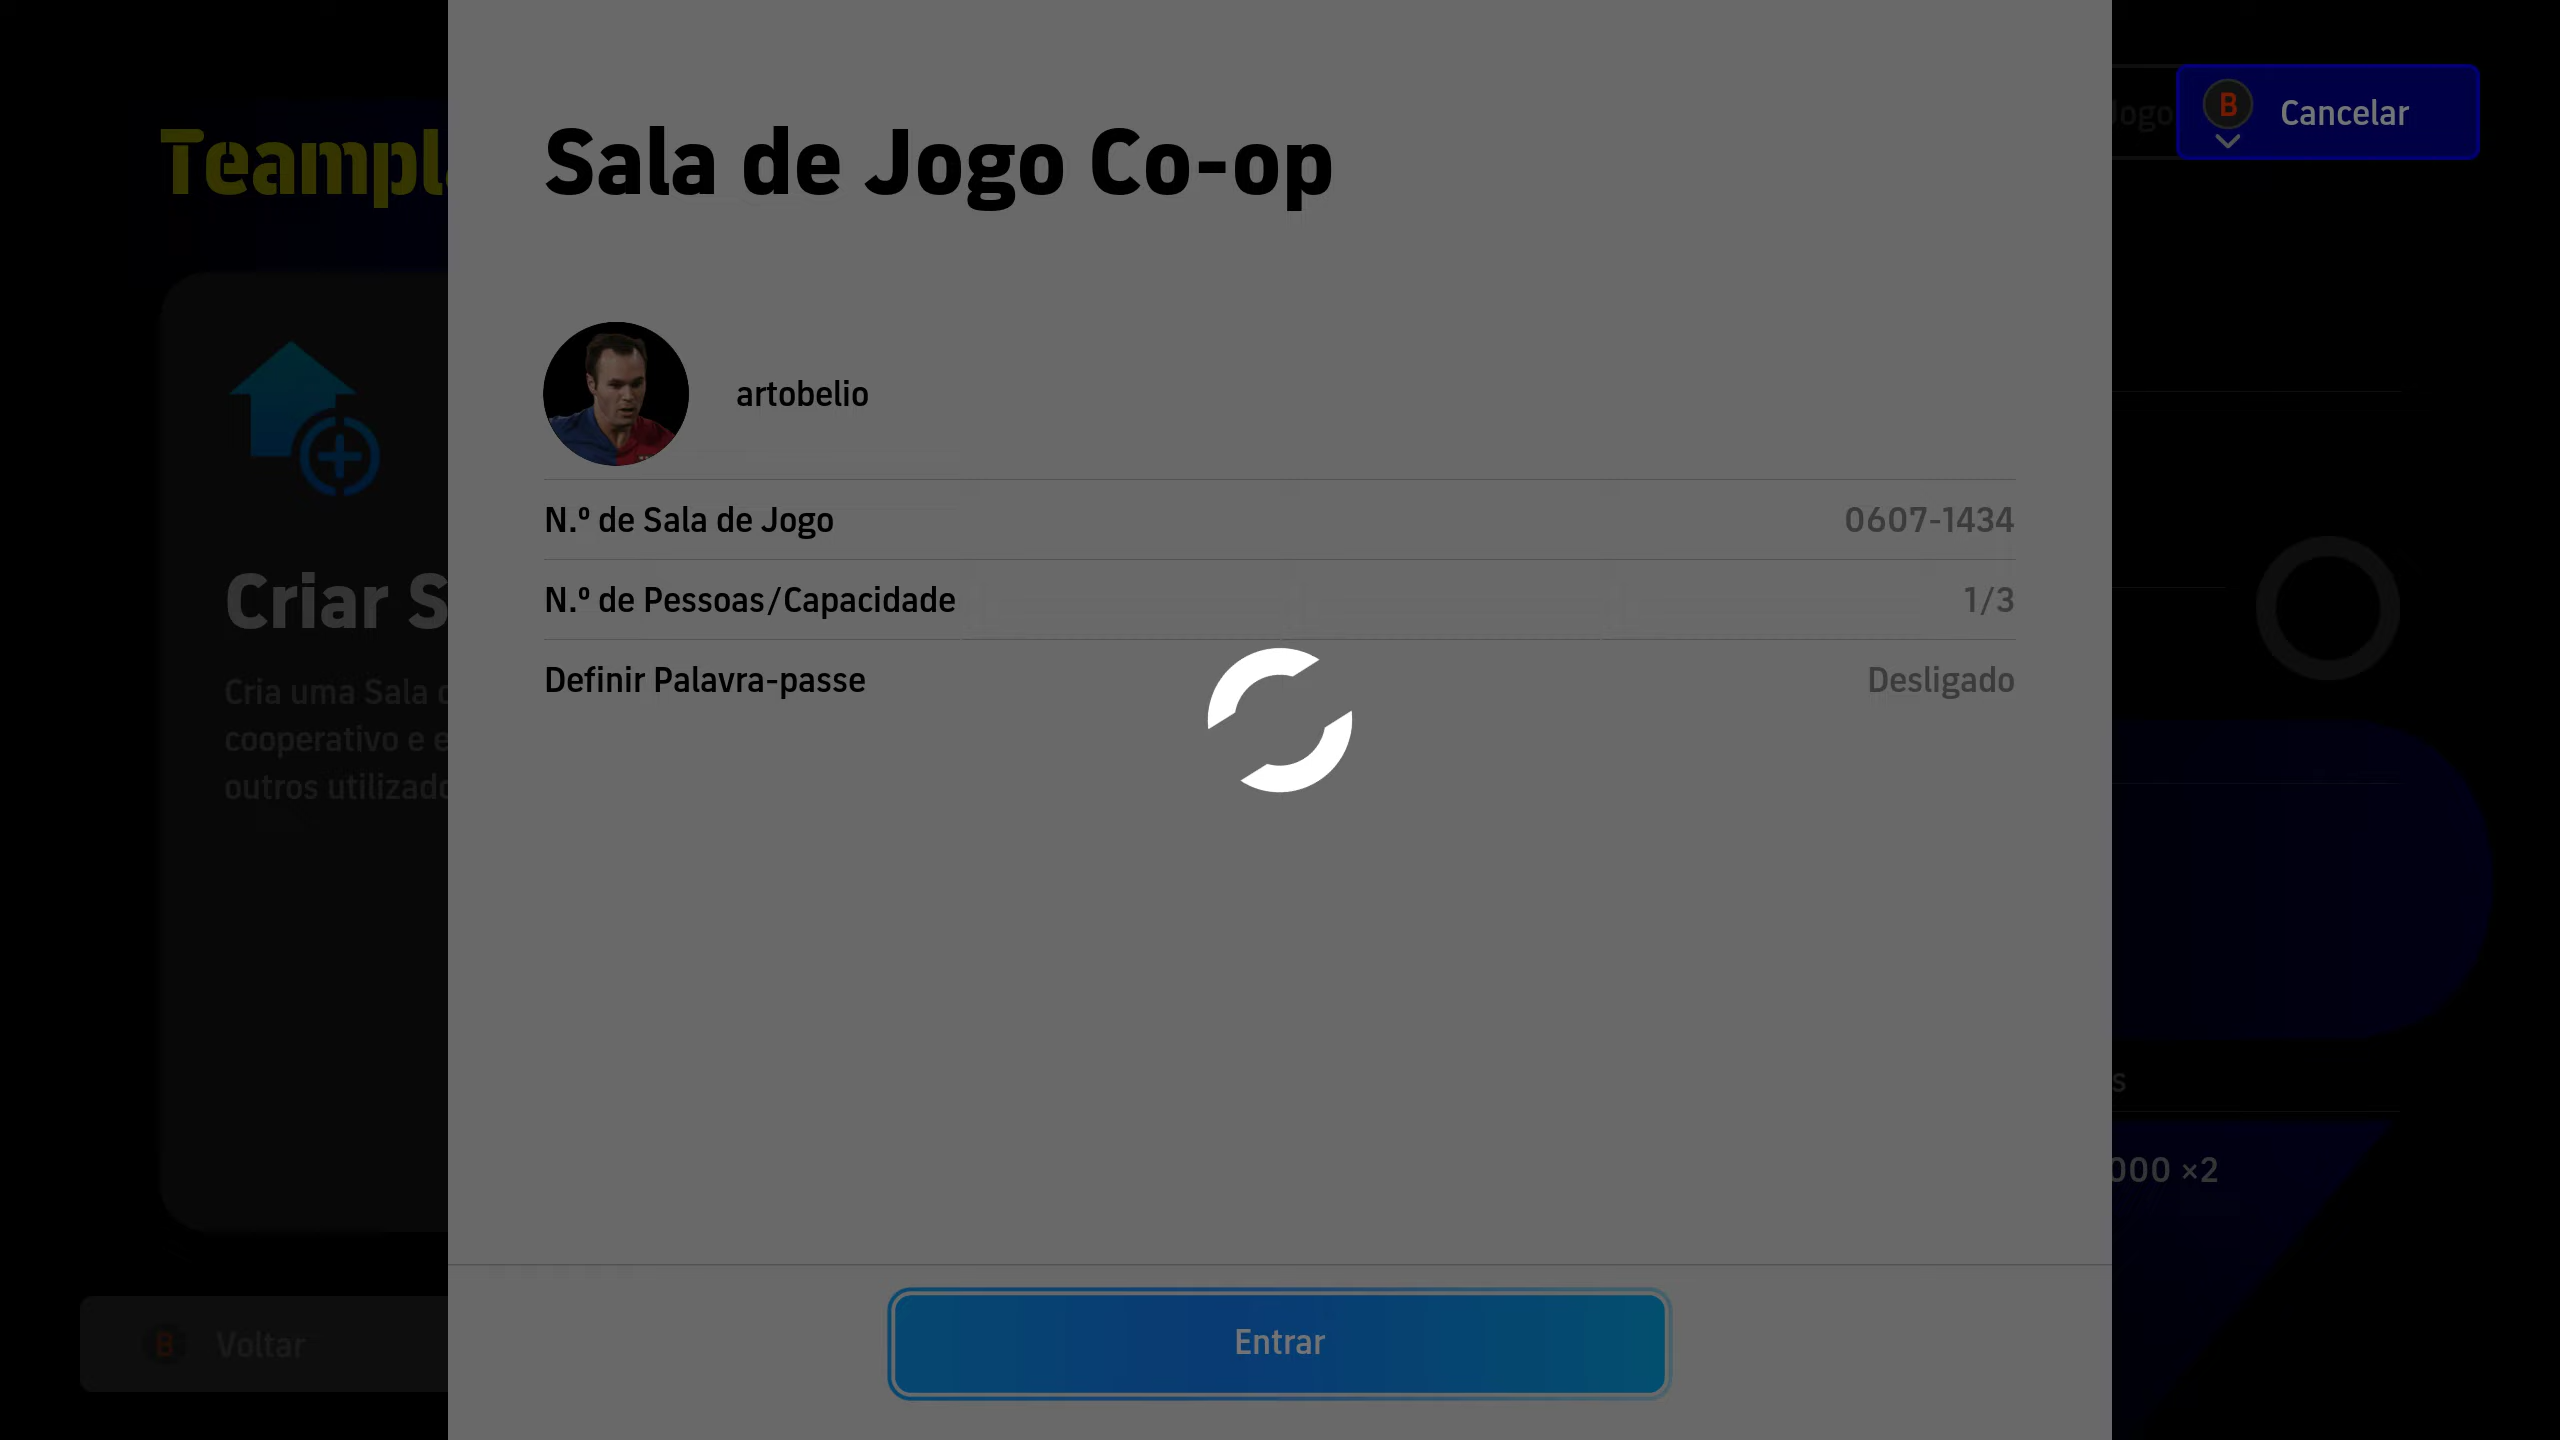 Teampl
Sala de Jogo Co-op
Jogo
B Cancelar
artobelio
N.º de Sala de Jogo 0607-1434
N.º de Pessoas/Capacidade 1/3
Definir Palavra-passe Desligado
Criar S
Cria uma Sala
cooperativo e e
outros utilizado
s
000 ×2
B Voltar
Entrar